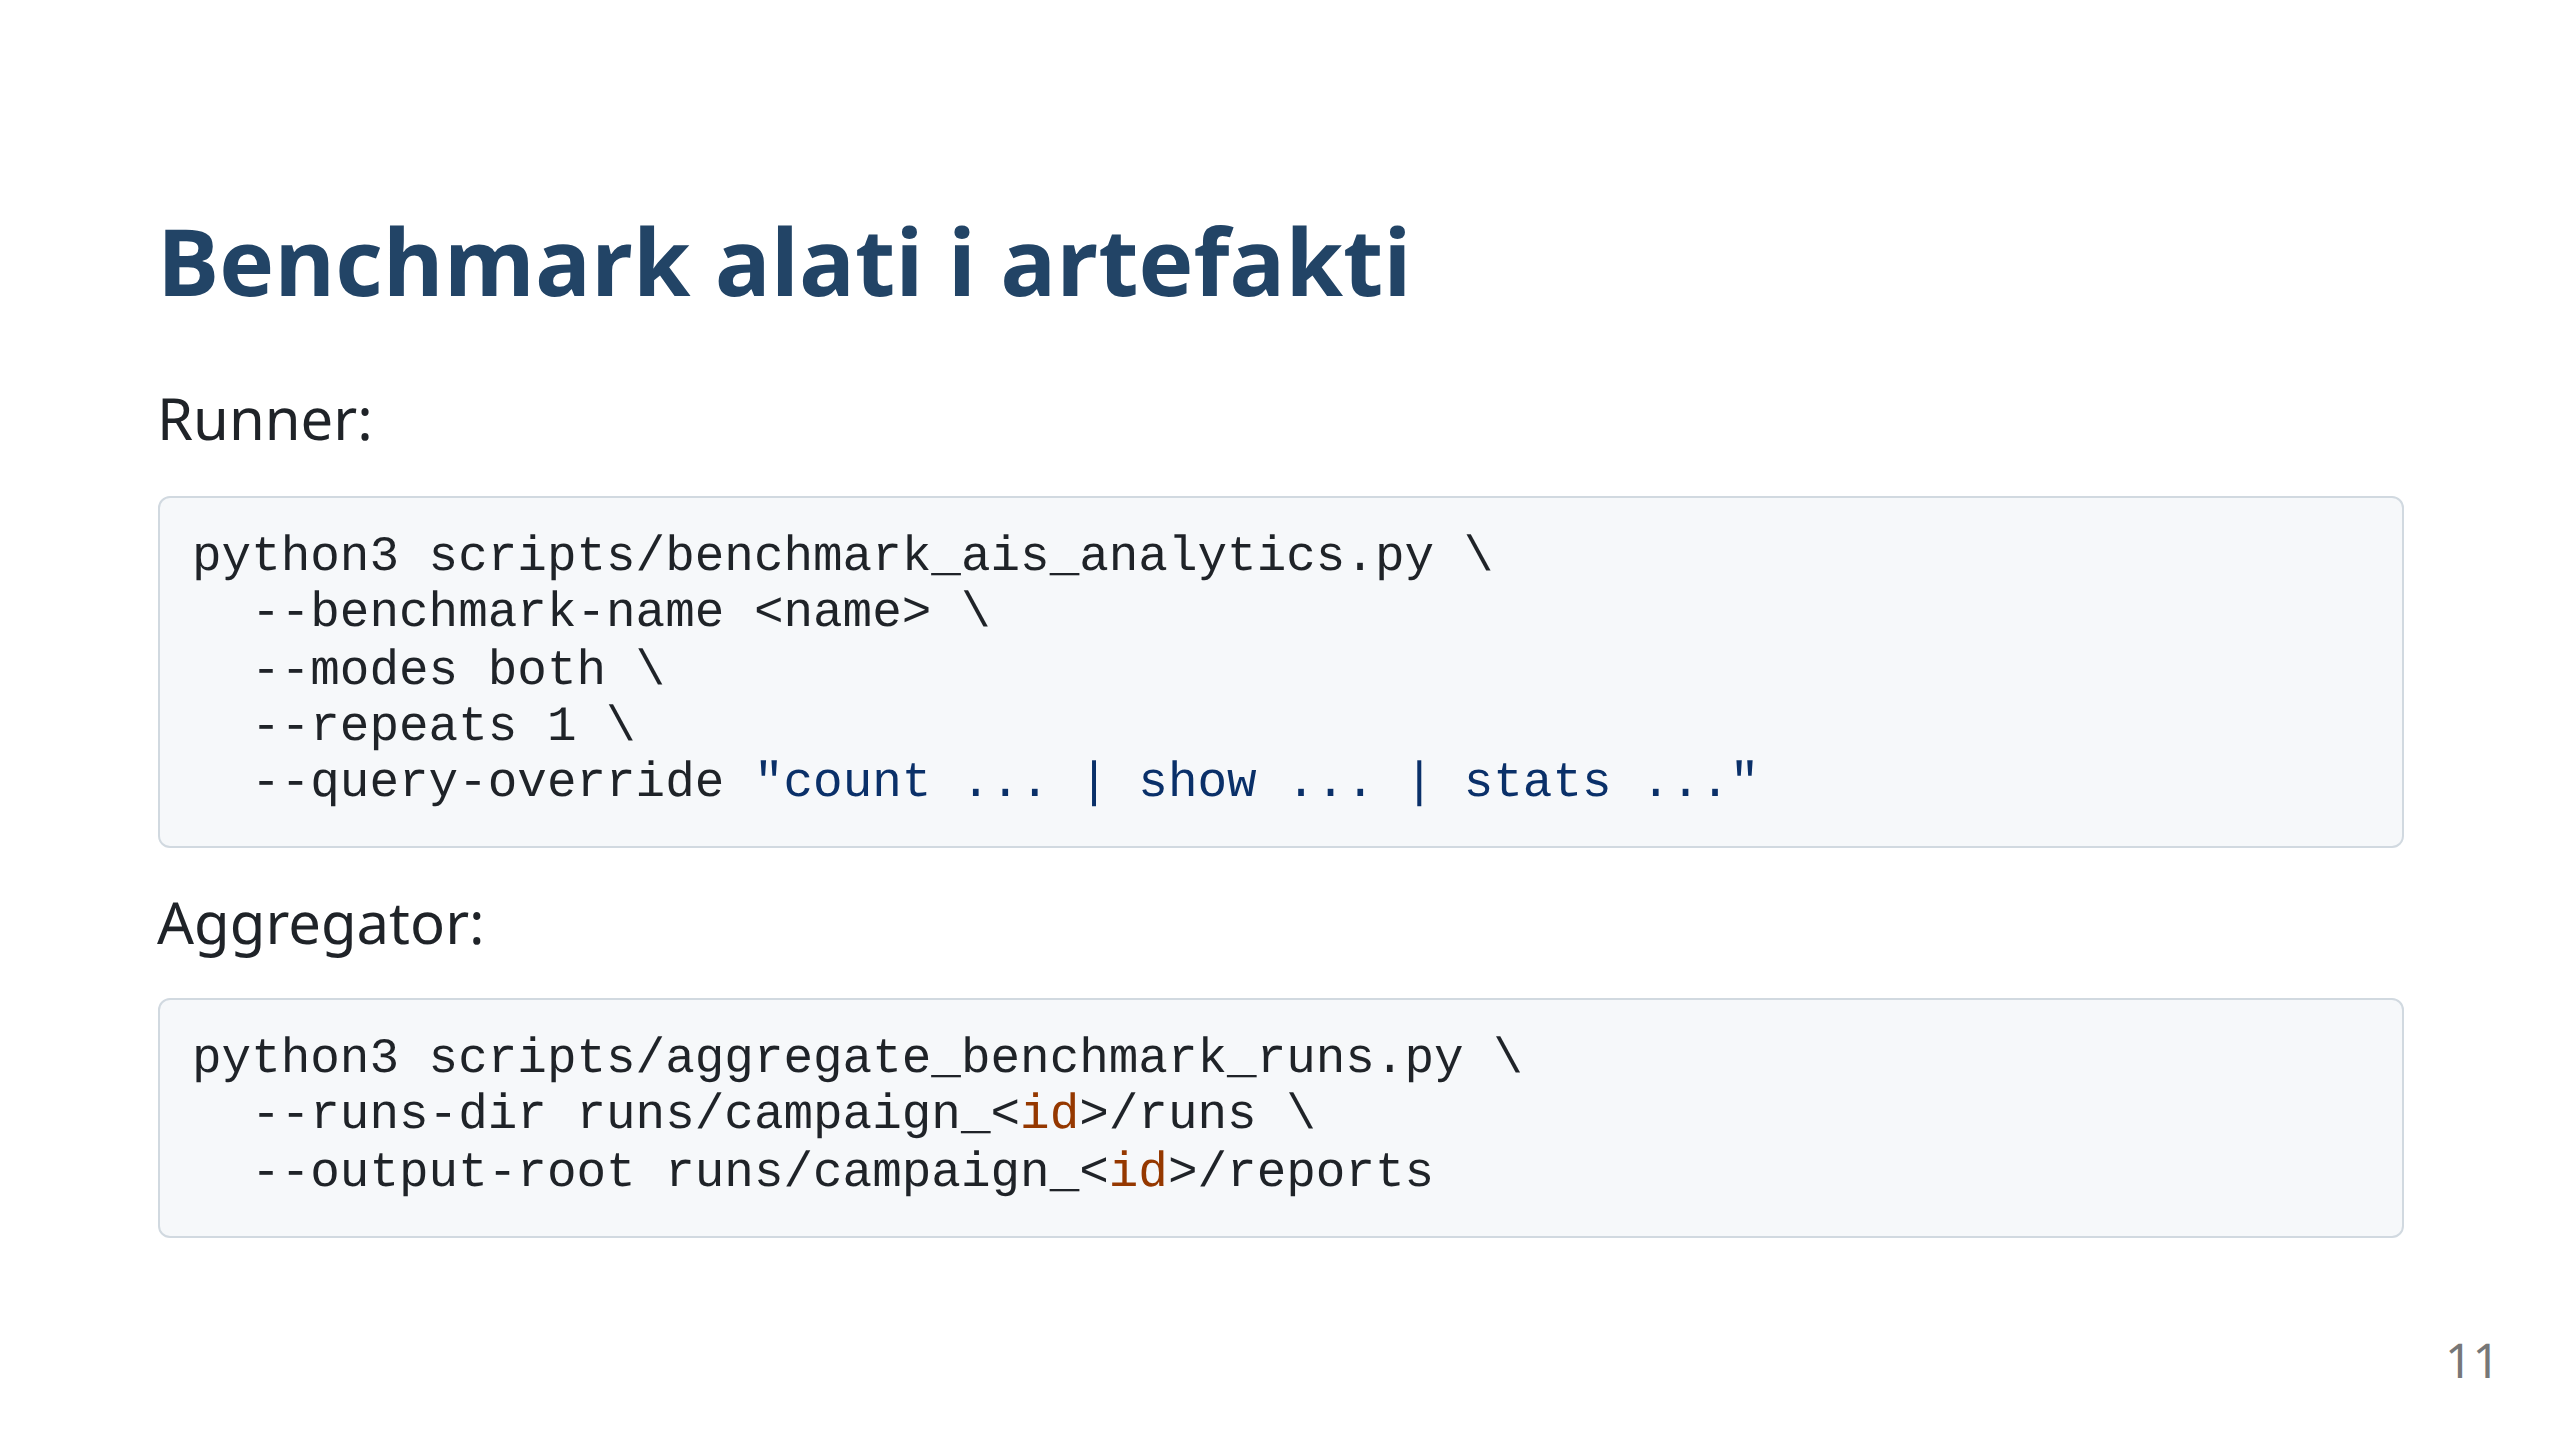 Benchmark alati i artefakti
Runner:
python3 scripts/benchmark_ais_analytics.py \
  --benchmark-name <name> \
  --modes both \
  --repeats 1 \
  --query-override "count ... | show ... | stats ..."
Aggregator:
python3 scripts/aggregate_benchmark_runs.py \
  --runs-dir runs/campaign_<id>/runs \
  --output-root runs/campaign_<id>/reports
11